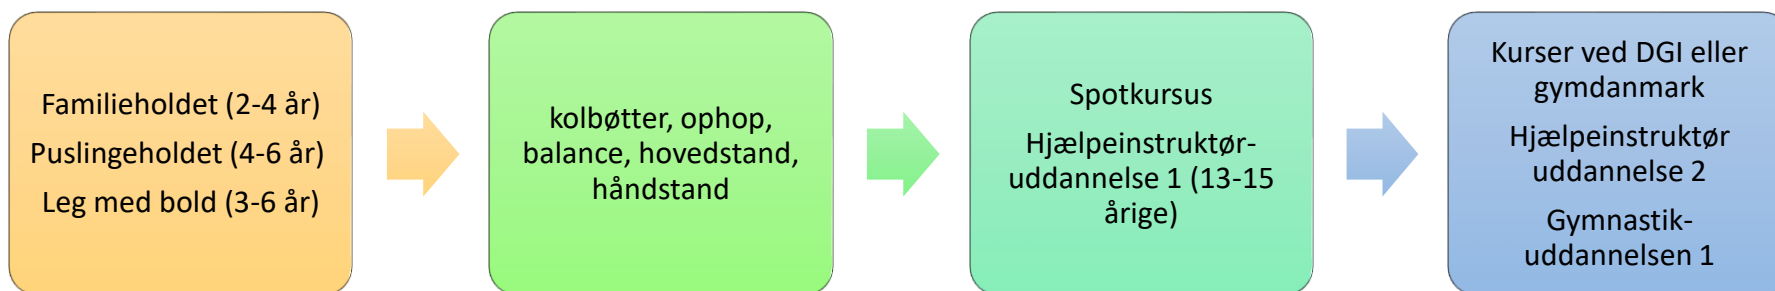 Familieholdet (2-4 år)
Puslingeholdet (4-6 år)
Leg med bold (3-6 år)
kolbøtter, ophop,
balance, hovedstand,
håndstand
Spotkursus
Hjælpeinstruktør-
uddannelse 1 (13-15
årige)
Kurser ved DGI eller
gymdanmark
Hjælpeinstruktør
uddannelse 2
Gymnastik-
uddannelsen 1